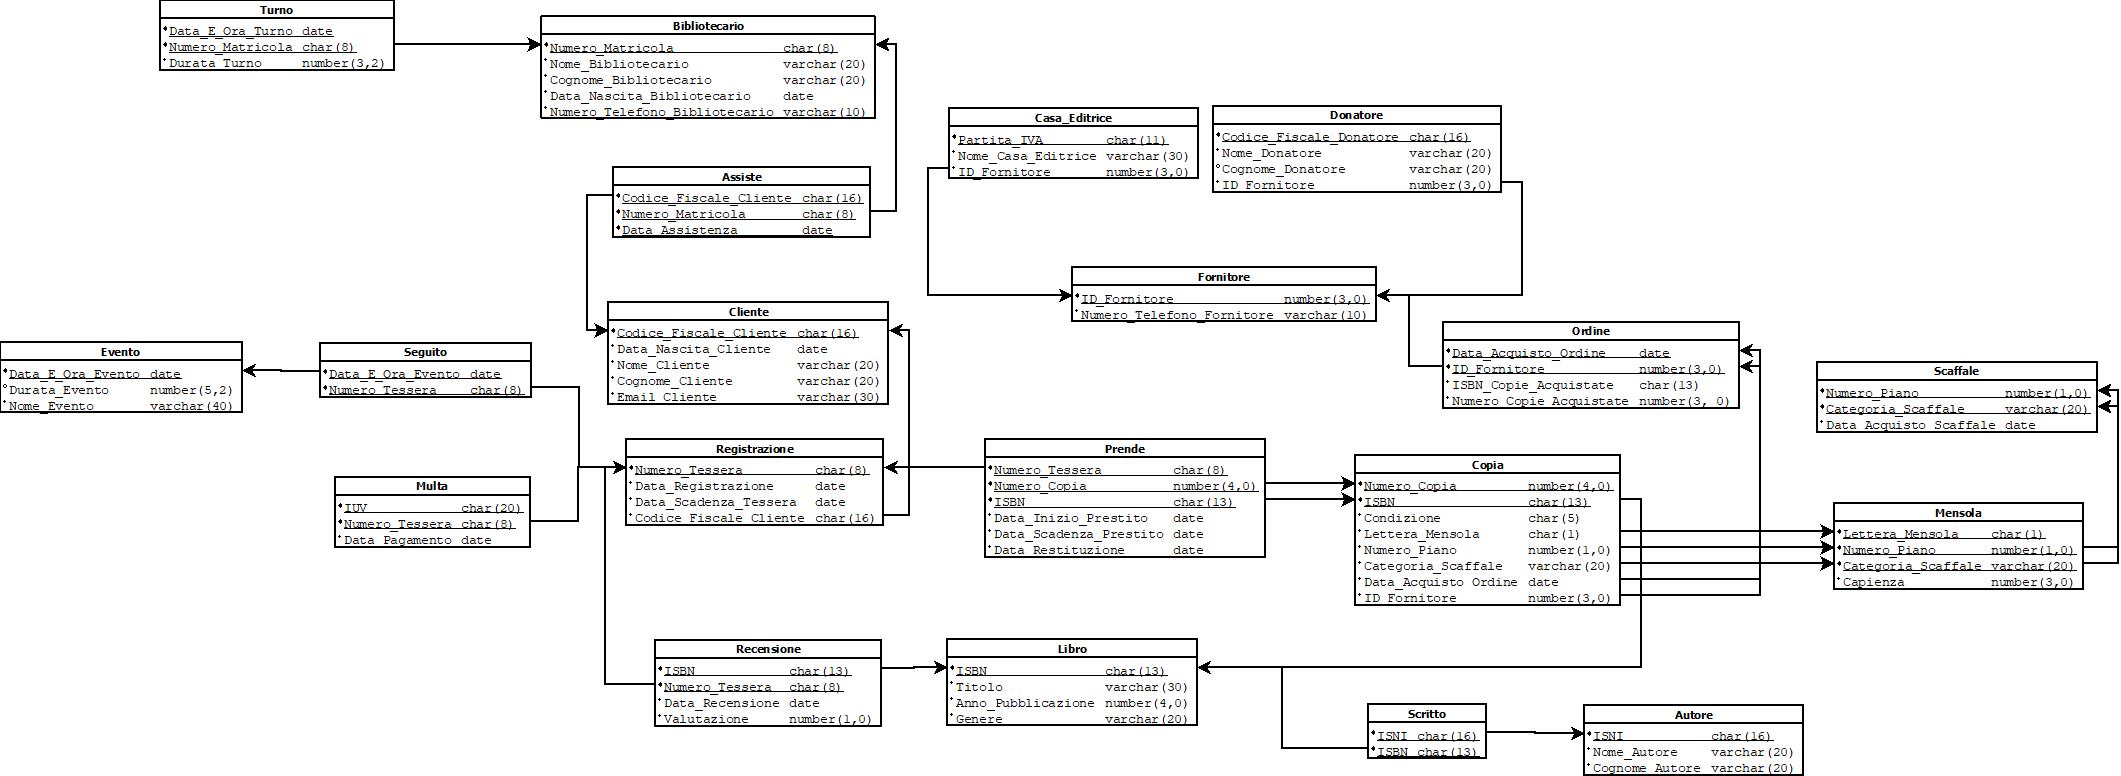 Turno
Data_E_Ora_Turno date
Numero_Matricola char(8)
Durata_Turno number(3,2)
Bibliotecario
Numero_Matricola char(8)
Nome_Bibliotecario varchar(20)
Cognome_Bibliotecario varchar(20)
Data_Nascita_Bibliotecario date
Numero_Telefono_Bibliotecario varchar(10)
Casa_Editrice
Partita_IVA char(11)
Nome_Casa_Editrice varchar(30)
ID_Fornitore number(3,0)
Donatore
Codice_Fiscale_Donatore char(16)
Nome_Donatore varchar(20)
Cognome_Donatore varchar(20)
ID_Fornitore number(3,0)
Assiste
Codice_Fiscale_Cliente char(16)
Numero_Matricola char(8)
Data_Assistenza date
Fornitore
ID_Fornitore number(3,0)
Numero_Telefono_Fornitore varchar(10)
Cliente
Codice_Fiscale_Cliente char(16)
Data_Nascita_Cliente date
Nome_Cliente varchar(20)
Cognome_Cliente varchar(20)
Email_Cliente varchar(30)
Ordine
Data_Acquisto_Ordine date
ID_Fornitore number(3,0)
ISBN_Copie_Acquistate char(13)
Numero_Copie_Acquistate number(3, 0)
Evento
Data_E_Ora_Evento date
Durata_Evento number(5,2)
Nome_Evento varchar(40)
Seguito
Data_E_Ora_Evento date
Numero_Tessera char(8)
Scaffale
Numero_Piano number(1,0)
Categoria_Scaffale varchar(20)
Data_Acquisto_Scaffale date
Registrazione
Numero_Tessera char(8)
Data_Registrazione date
Data_Scadenza_Tessera date
Codice_Fiscale_Cliente char(16)
Prende
Numero_Tessera char(8)
Numero_Copia number(4,0)
ISBN char(13)
Data_Inizio_Prestito date
Data_Scadenza_Prestito date
Data_Restituzione date
Copia
Numero_Copia number(4,0)
ISBN char(13)
Condizione char(5)
Lettera_Mensola char(1)
Numero_Piano number(1,0)
Categoria_Scaffale varchar(20)
Data_Acquisto_Ordine date
ID_Fornitore number(3,0)
Multa
IUV char(20)
Numero_Tessera char(8)
Data_Pagamento date
Mensola
Lettera_Mensola char(1)
Numero_Piano number(1,0)
Categoria_Scaffale varchar(20)
Capienza number(3,0)
Recensione
ISBN char(13)
Numero_Tessera char(8)
Data_Recensione date
Valutazione number(1,0)
Libro
ISBN char(13)
Titolo varchar(30)
Anno_Pubblicazione number(4,0)
Genere varchar(20)
Scritto
ISNI char(16)
ISBN char(13)
Autore
ISNI char(16)
Nome_Autore varchar(20)
Cognome_Autore varchar(20)